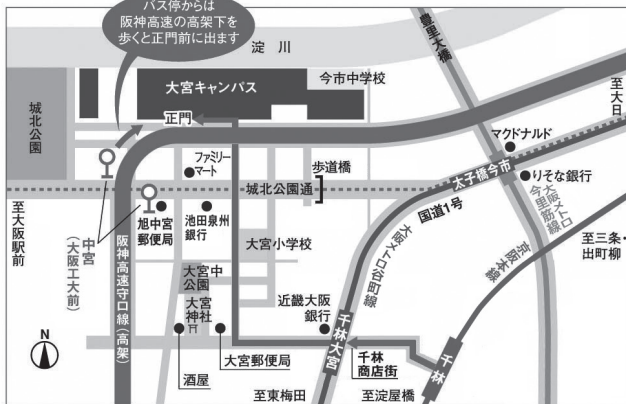 バス停からは
阪神高速の高架下を
歩くと正門前に出ます
淀川
豊里大橋
城北公園
大宮キャンパス
今市中学校
至大日
正門
マクドナルド
ファミリー
マート
歩道橋
太子橋今市
りそな銀行
城北公園通
国道1号
大阪メトロ
今里筋線
至大阪駅前
中宮
(大阪工大前)
旭中宮
郵便局
池田泉州
銀行
大宮小学校
大阪メトロ谷町線
京阪本線
至三条・
出町柳
阪神高速守口線(高架)
大宮中
公園
大宮
神社
近畿大阪
銀行
千林大宮
千林
N
大宮郵便局
千林
商店街
酒屋
至東梅田
至淀屋橋